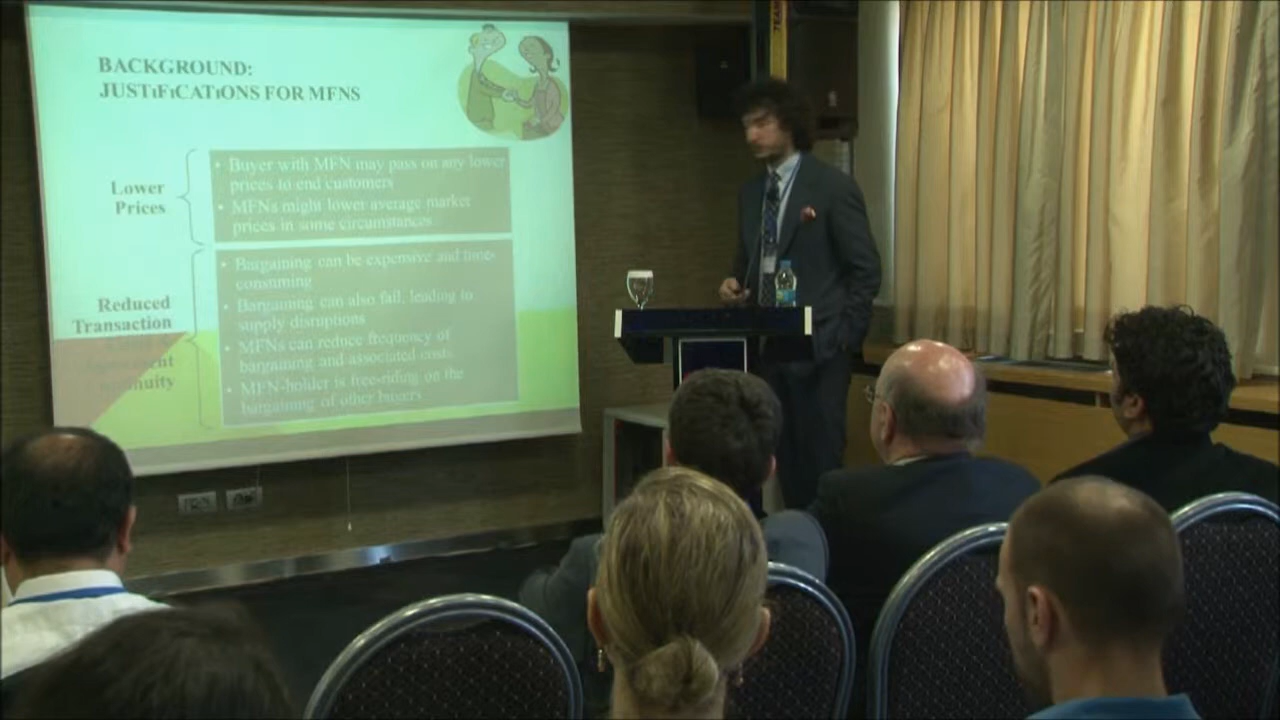 BACKGROUND:
JUSTıFıCATıONS FOR MFNS
Lower
Prices
• Buyer with MFN may pass on any lower
prices to end customers
• MFNs might lower average market
prices in some circumstances
Reduced
Transaction
• Bargaining can be expensive and time-
consuming
• Bargaining can also fail, leading to
supply disruptions
• MFNs can reduce frequency of
bargaining and associated costs
• MFN-holder is free-riding on the
bargaining of other buyers